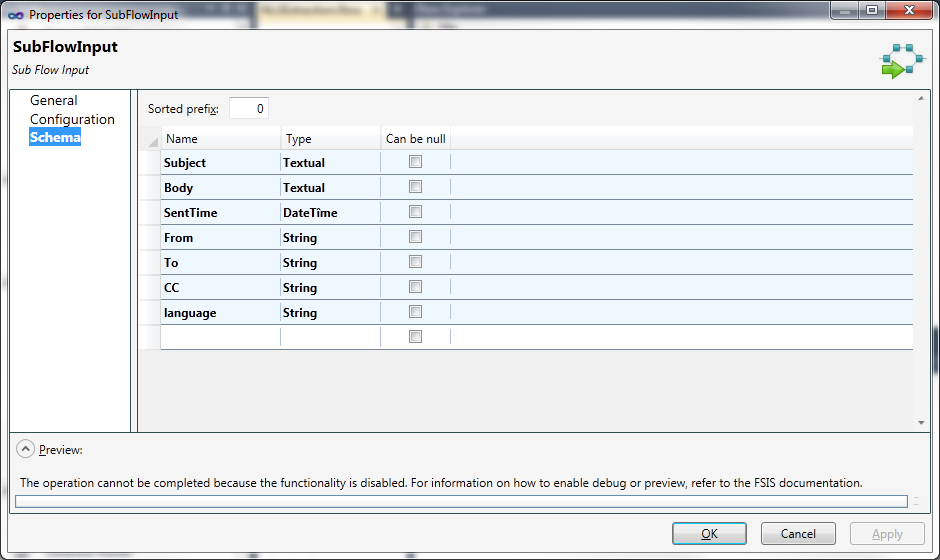 Properties for SubFlowInput
SubFlowInput
Sub Flow Input
General
Configuration
Schema
Sorted prefix: 0
Name Type Can be null
Subject Textual
Body Textual
SentTime DateTîme
From String
To String
CC String
language String
Preview:
The operation cannot be completed because the functionality is disabled. For information on how to enable debug or preview, refer to the FSIS documentation.
OK Cancel Apply